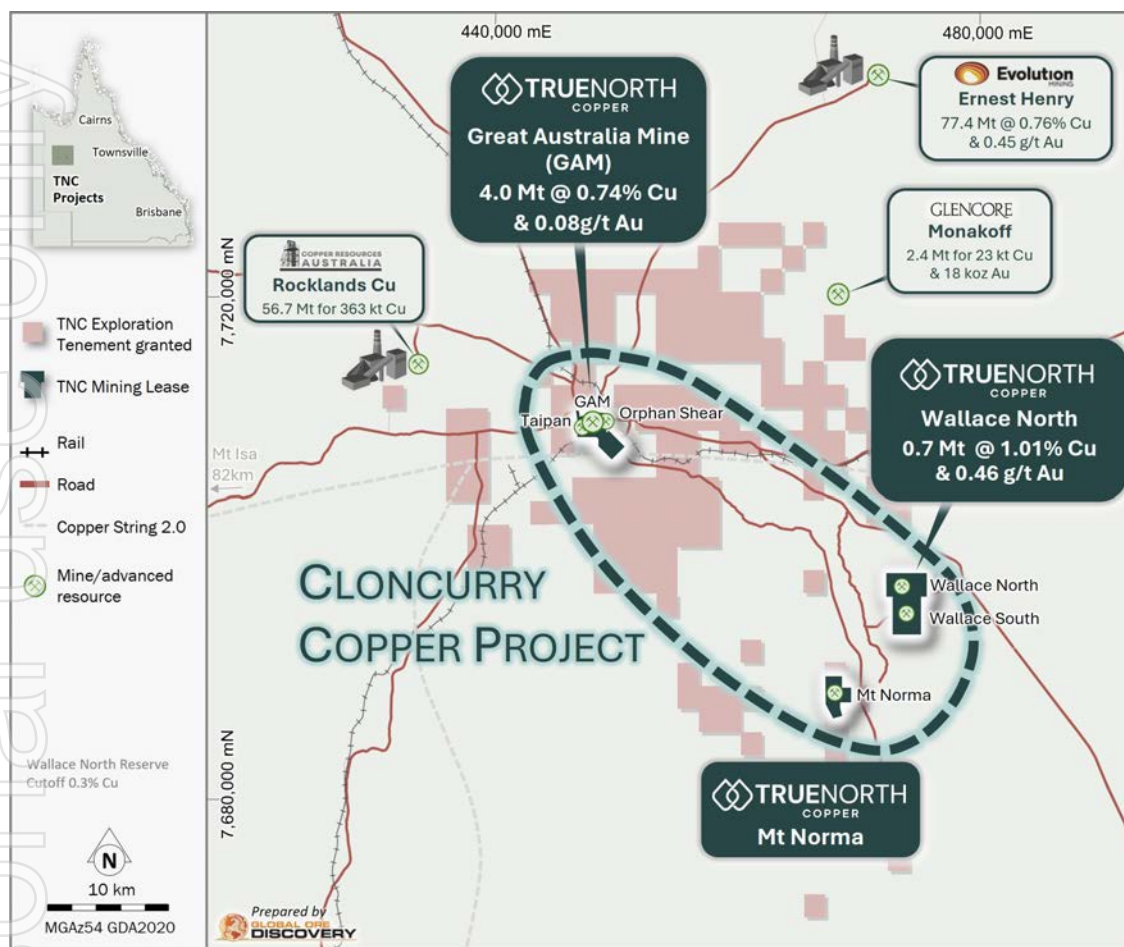 440,000 mE
480,000 mE
7,720,000 mN
7,680,000 mN
Cairns
Townsville
TNC
Projects
Brisbane
TNC Exploration
Tenement granted
TNC Mining Lease
Rail
Road
Copper String 2.0
Mine/advanced
resource
Wallace North Reserve
Cutoff 0.3% Cu
N
10 km
MGAz54 GDA2020
TRUENORTH
COPPER
Great Australia Mine
(GAM)
4.0 Mt @ 0.74% Cu
& 0.08g/t Au
Evolution
MINING
Ernest Henry
77.4 Mt @ 0.76% Cu
& 0.45 g/t Au
GLENCORE
Monakoff
2.4 Mt for 23 kt Cu
& 18 koz Au
COPPER RESOURCES
AUSTRALIA
Rocklands Cu
56.7 Mt for 363 kt Cu
TRUENORTH
COPPER
Wallace North
0.7 Mt @ 1.01% Cu
& 0.46 g/t Au
GAM
Taipan
Orphan Shear
Mt Isa
82km
CLONCURRY
COPPER PROJECT
Wallace North
Wallace South
Mt Norma
TRUENORTH
COPPER
Mt Norma
Prepared by
GLOBAL ORE
DISCOVERY